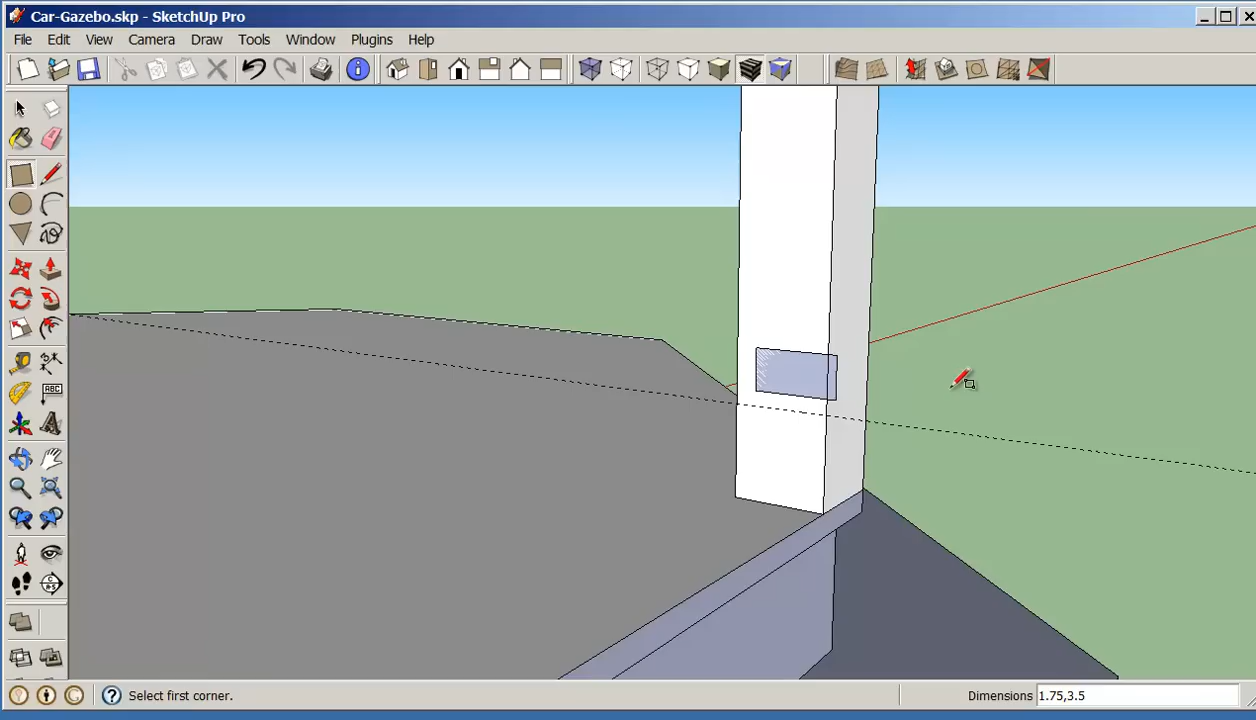 Car-Gazebo.skp - SketchUp Pro
File Edit View Camera Draw Tools Window Plugins Help
ABC
A
Select first corner.
Dimensions 1.75,3.5